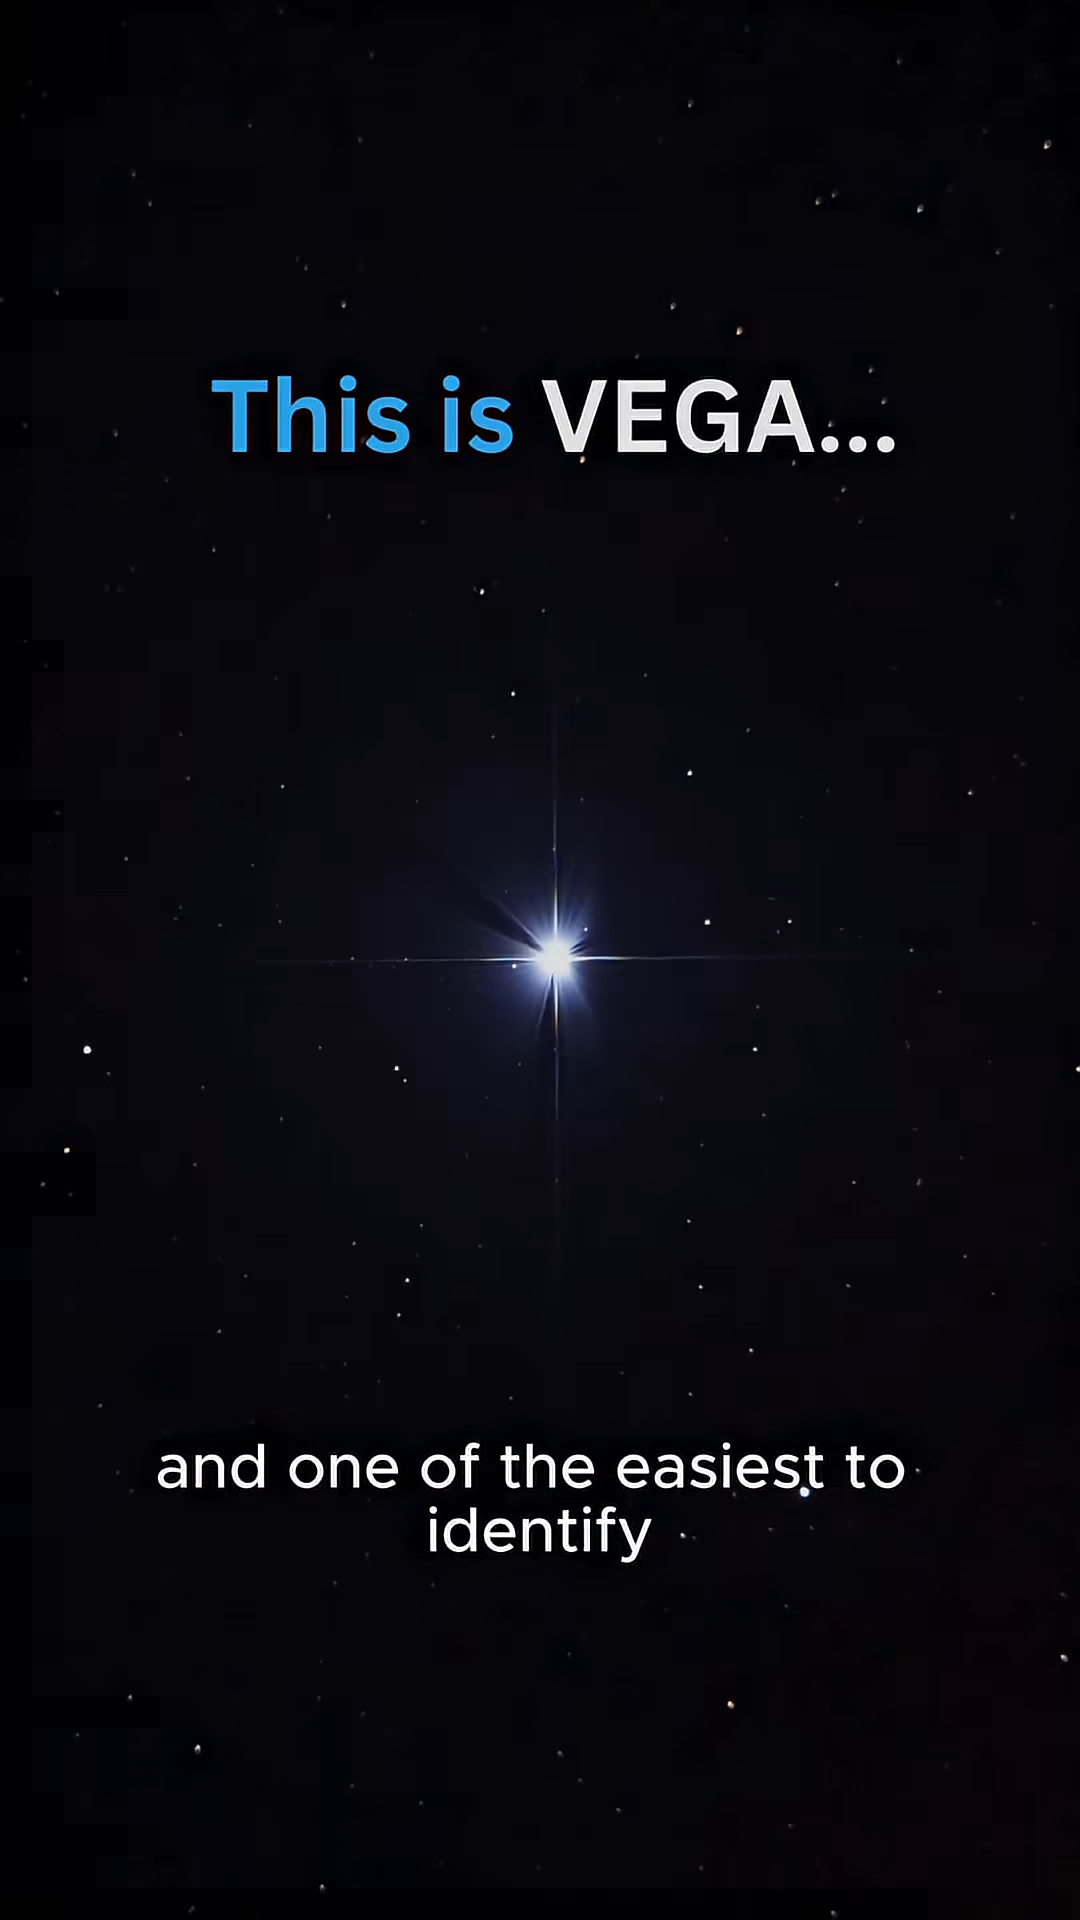 This is VEGA...
and one of the easiest to
identify